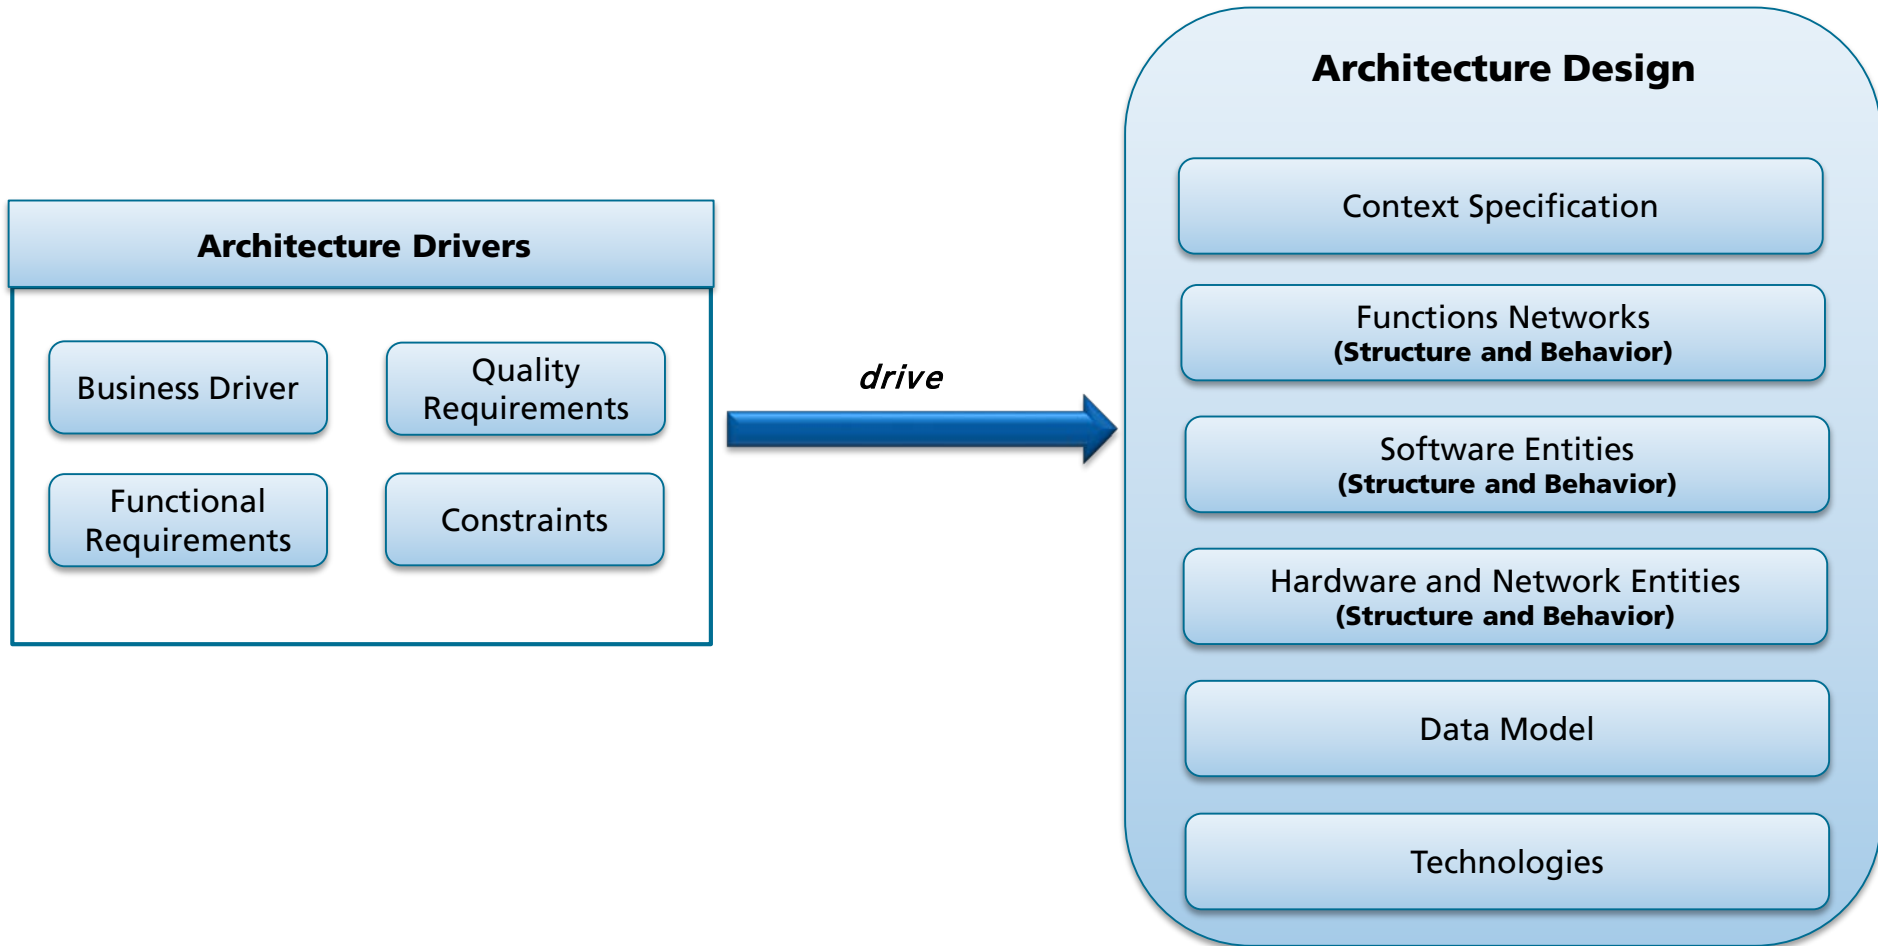 Architecture Drivers
Business Driver
Quality
Requirements
Functional
Requirements
Constraints
drive
Architecture Design
Context Specification
Functions Networks
(Structure and Behavior)
Software Entities
(Structure and Behavior)
Hardware and Network Entities
(Structure and Behavior)
Data Model
Technologies